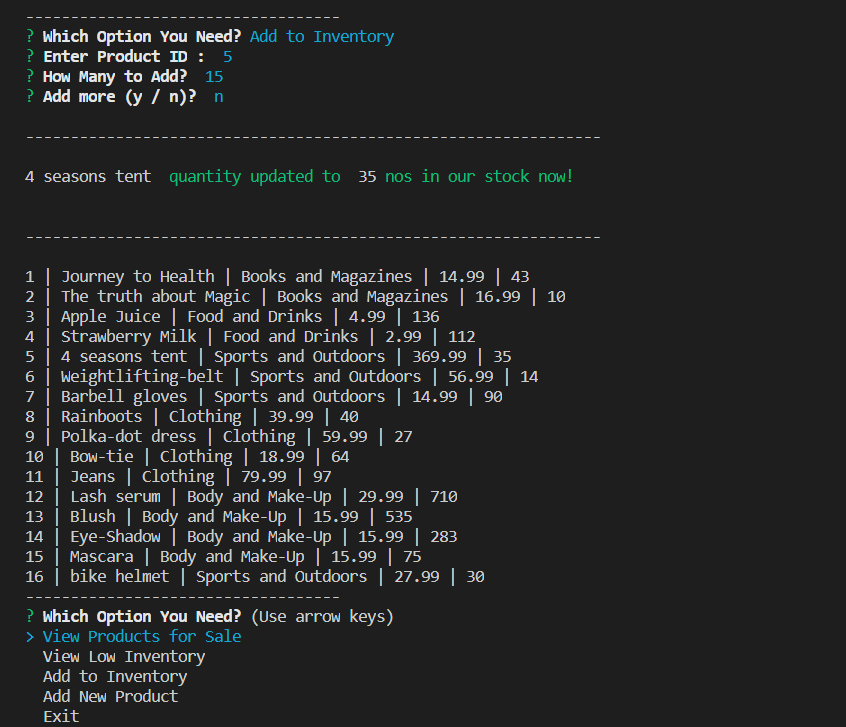 -----------------------------------
? Which Option You Need? Add to Inventory
? Enter Product ID :  5
? How Many to Add?  15
? Add more (y / n)?  n
----------------------------------------------------------------
4 seasons tent  quantity updated to  35 nos in our stock now!
----------------------------------------------------------------
1 | Journey to Health | Books and Magazines | 14.99 | 43
2 | The truth about Magic | Books and Magazines | 16.99 | 10
3 | Apple Juice | Food and Drinks | 4.99 | 136
4 | Strawberry Milk | Food and Drinks | 2.99 | 112
5 | 4 seasons tent | Sports and Outdoors | 369.99 | 35
6 | Weightlifting-belt | Sports and Outdoors | 56.99 | 14
7 | Barbell gloves | Sports and Outdoors | 14.99 | 90
8 | Rainboots | Clothing | 39.99 | 40
9 | Polka-dot dress | Clothing | 59.99 | 27
10 | Bow-tie | Clothing | 18.99 | 64
11 | Jeans | Clothing | 79.99 | 97
12 | Lash serum | Body and Make-Up | 29.99 | 710
13 | Blush | Body and Make-Up | 15.99 | 535
14 | Eye-Shadow | Body and Make-Up | 15.99 | 283
15 | Mascara | Body and Make-Up | 15.99 | 75
16 | bike helmet | Sports and Outdoors | 27.99 | 30
-----------------------------------
? Which Option You Need? (Use arrow keys)
> View Products for Sale
  View Low Inventory
  Add to Inventory
  Add New Product
  Exit